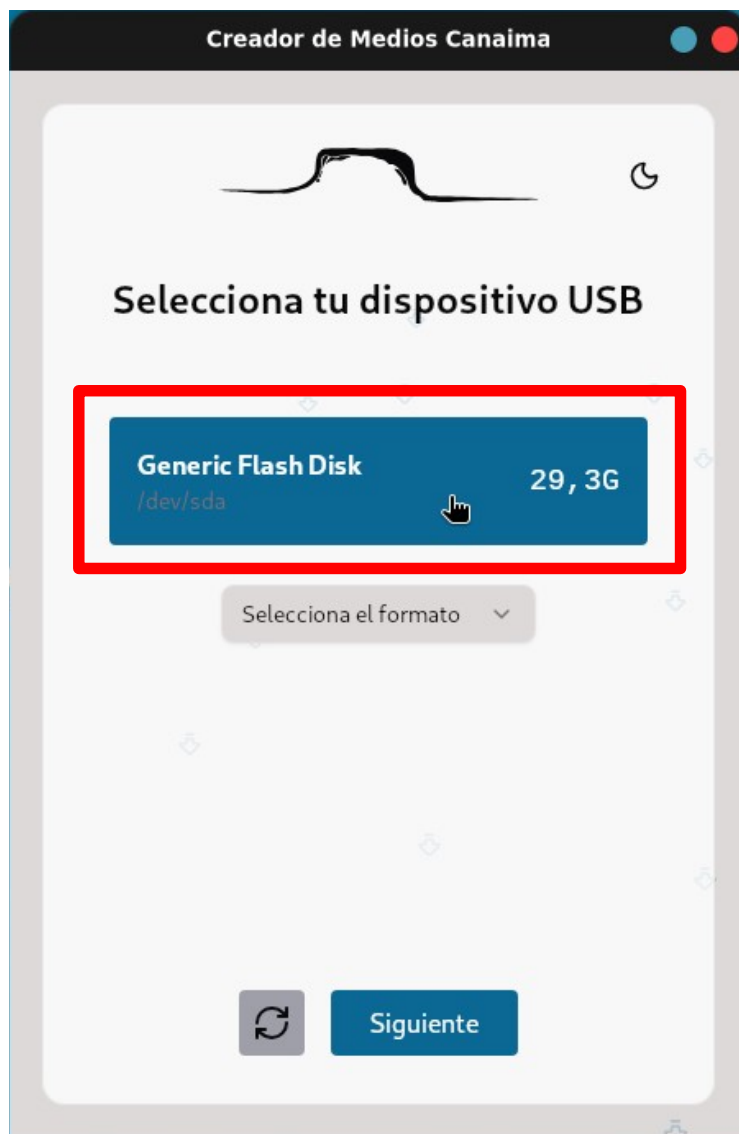 Creador de Medios Canaima
Selecciona tu dispositivo USB
Generic Flash Disk
/dev/sda
29,3G
Selecciona el formato
Siguiente